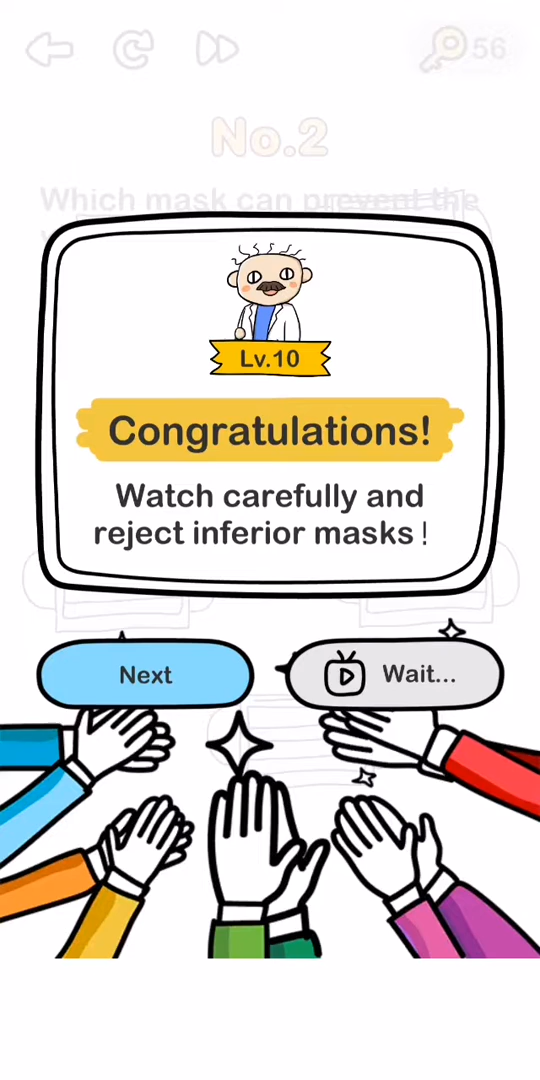 56
No.2
Which mask can prevent the
Lv.10
Congratulations!
Watch carefully and
reject inferior masks!
Next
Wait...